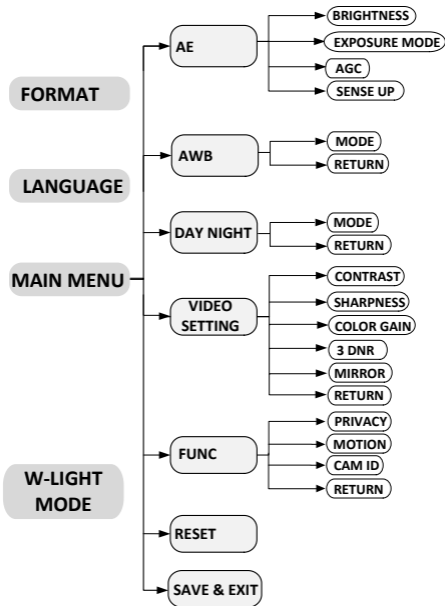 FORMAT
LANGUAGE
MAIN MENU
W-LIGHT
MODE
AE
BRIGHTNESS
EXPOSURE MODE
AGC
SENSE UP
AWB
MODE
RETURN
DAY NIGHT
MODE
RETURN
VIDEO
SETTING
CONTRAST
SHARPNESS
COLOR GAIN
3 DNR
MIRROR
RETURN
FUNC
PRIVACY
MOTION
CAM ID
RETURN
RESET
SAVE & EXIT